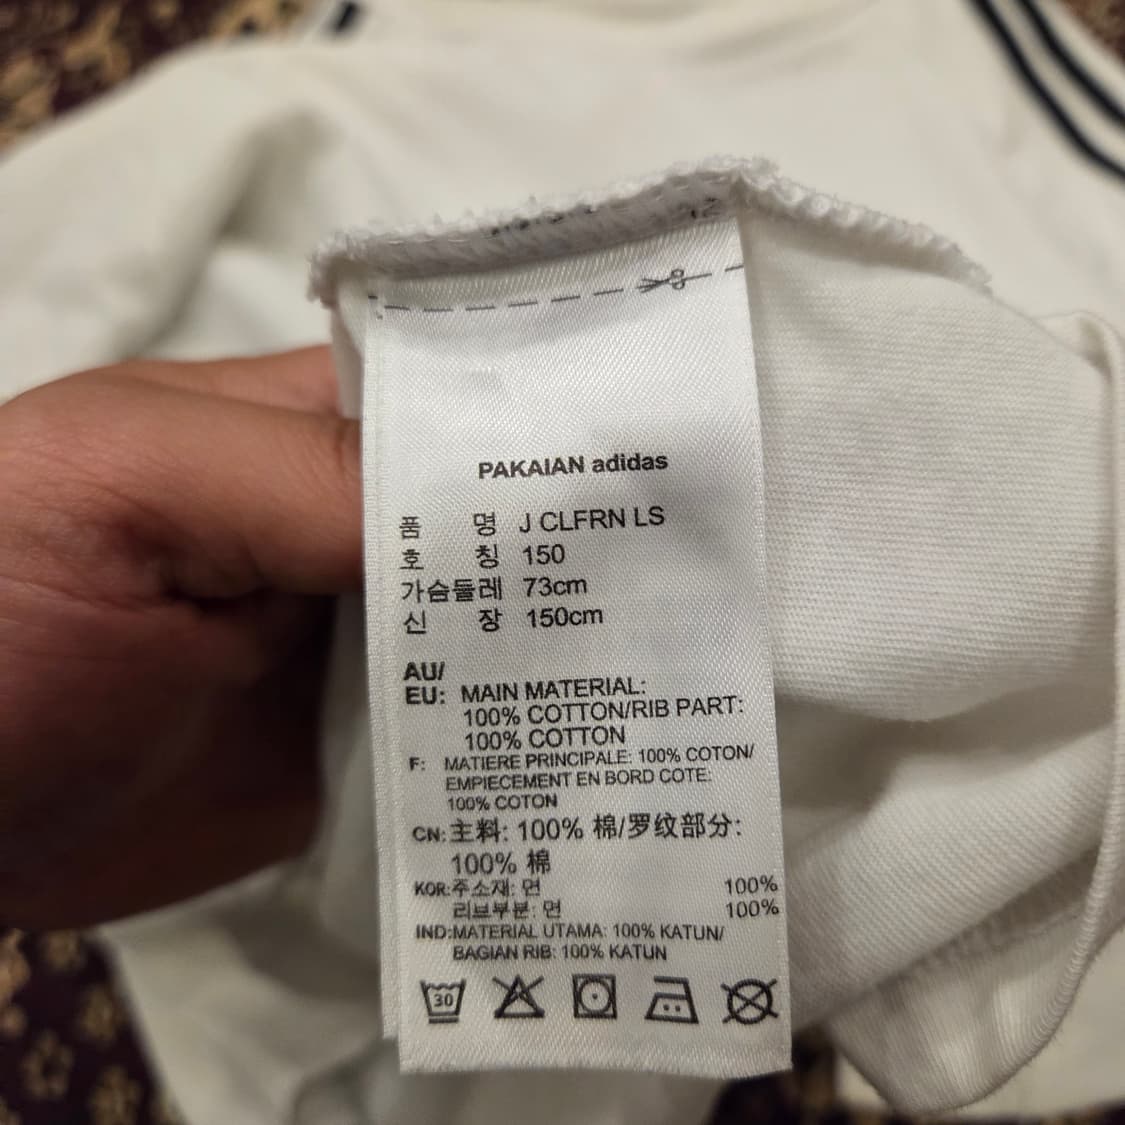 PAKAIAN adidas
품 명 J CLFRN LS
호 칭 150
가슴둘레 73cm
신 장 150cm
AU/
EU: MAIN MATERIAL:
100% COTTON/RIB PART:
100% COTTON
F: MATIERE PRINCIPALE: 100% COTON/
EMPIECEMENT EN BORD COTE:
100% COTON
CN: 主料: 100% 棉/罗纹部分:
100% 棉
KOR: 주소재: 면 100%
리브부분: 면 100%
IND: MATERIAL UTAMA: 100% KATUN/
BAGIAN RIB: 100% KATUN
30